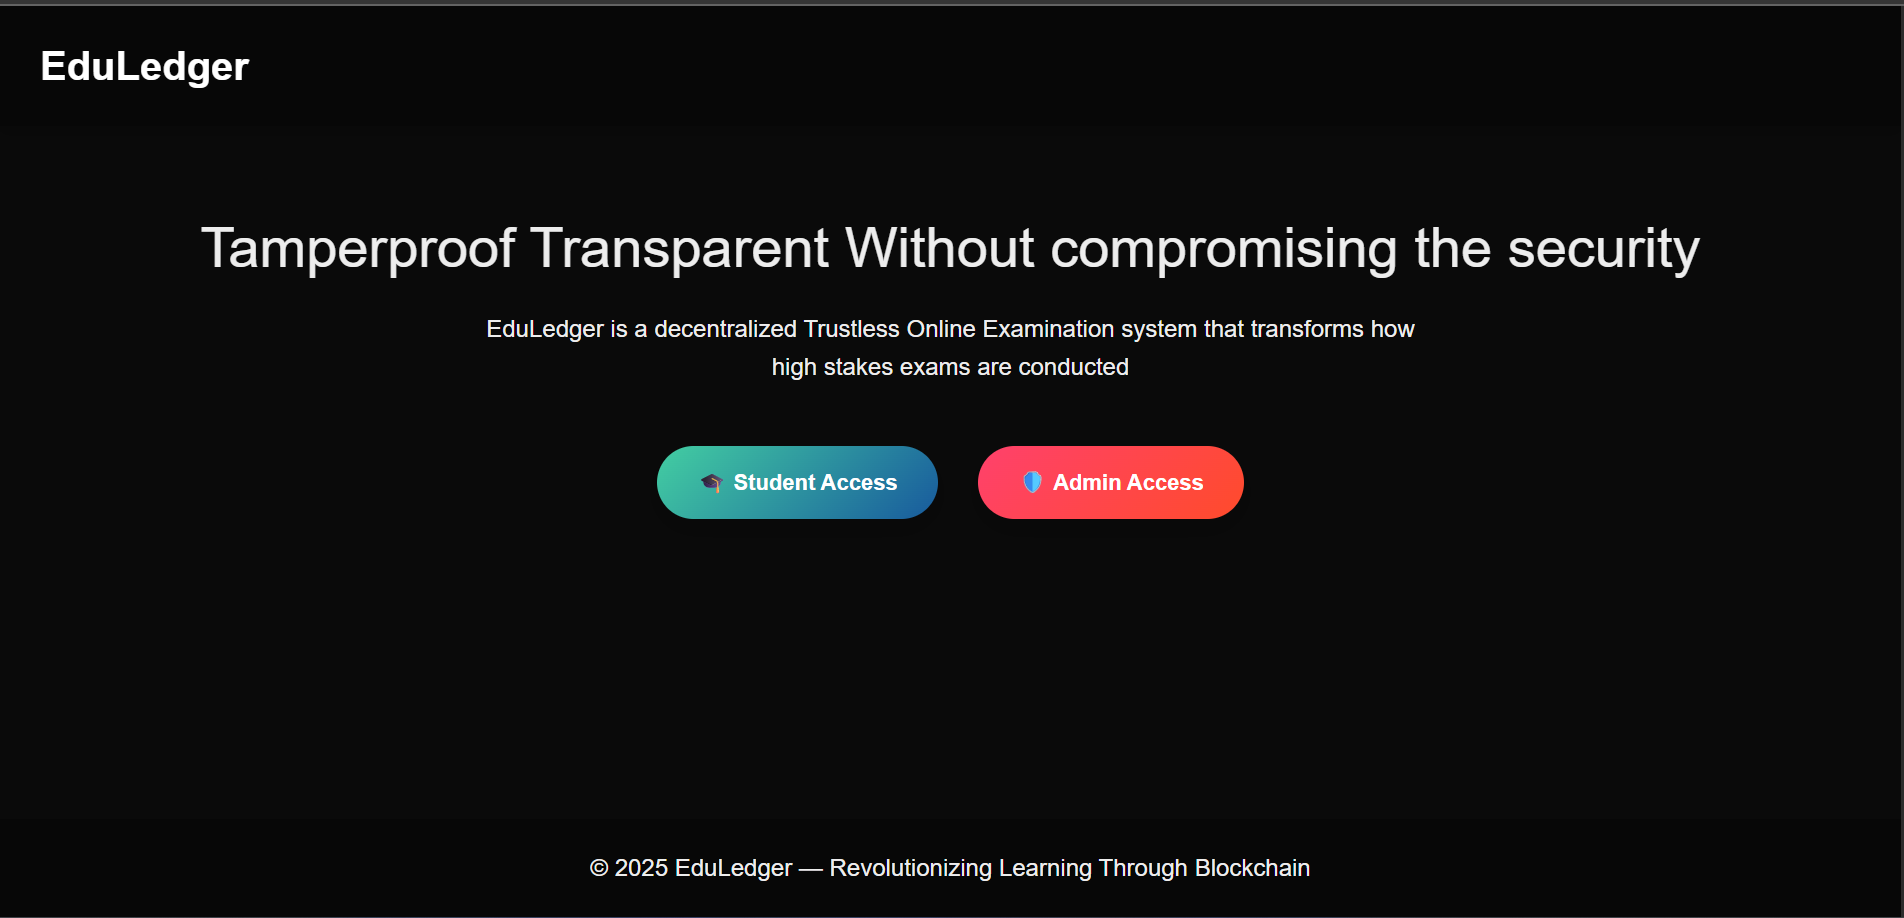 EduLedger
Tamperproof Transparent Without compromising the security
EduLedger is a decentralized Trustless Online Examination system that transforms how
high stakes exams are conducted
🎓 Student Access
🛡️ Admin Access
© 2025 EduLedger — Revolutionizing Learning Through Blockchain